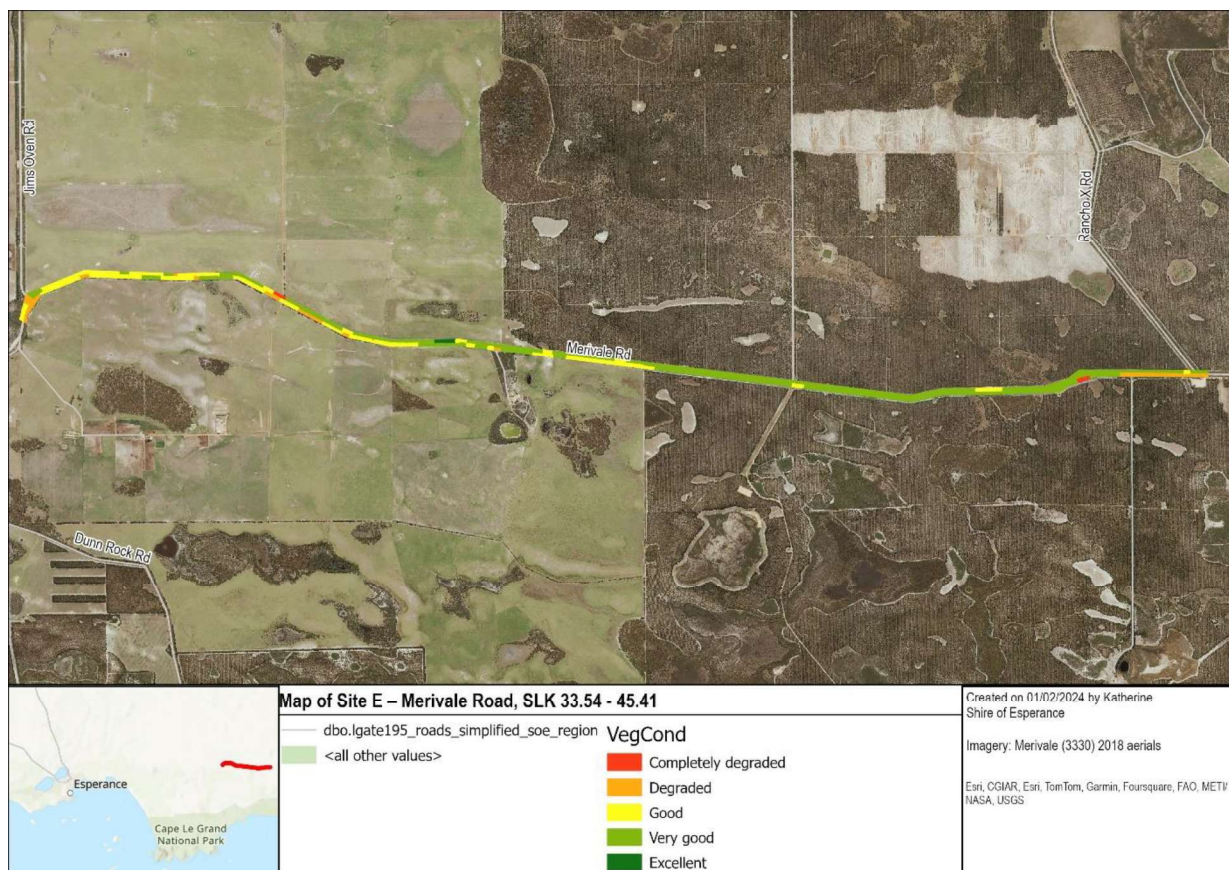 Jims Oven Rd
Rancho X Rd
Merivale Rd
Dunn Rock Rd
Esperance
Cape Le Grand
National Park
Map of Site E – Merivale Road, SLK 33.54 - 45.41
dbo.lgate195_roads_simplified_soe_region
<all other values>
VegCond
Completely degraded
Degraded
Good
Very good
Excellent
Created on 01/02/2024 by Katherine
Shire of Esperance
Imagery: Merivale (3330) 2018 aerials
Esri, CGIAR, Esri, TomTom, Garmin, Foursquare, FAO, METI/
NASA, USGS